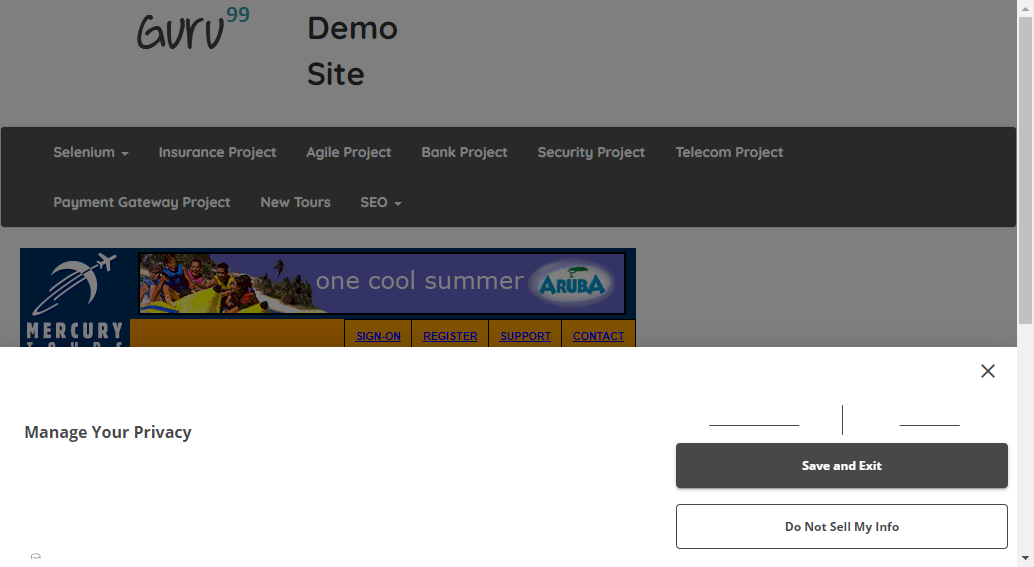 Guru99
Demo
Site
Selenium
Insurance Project
Agile Project
Bank Project
Security Project
Telecom Project
Payment Gateway Project
New Tours
SEO
one cool summer
ARUBA
MERCURY
SIGN-ON
REGISTER
SUPPORT
CONTACT
Manage Your Privacy
Save and Exit
Do Not Sell My Info